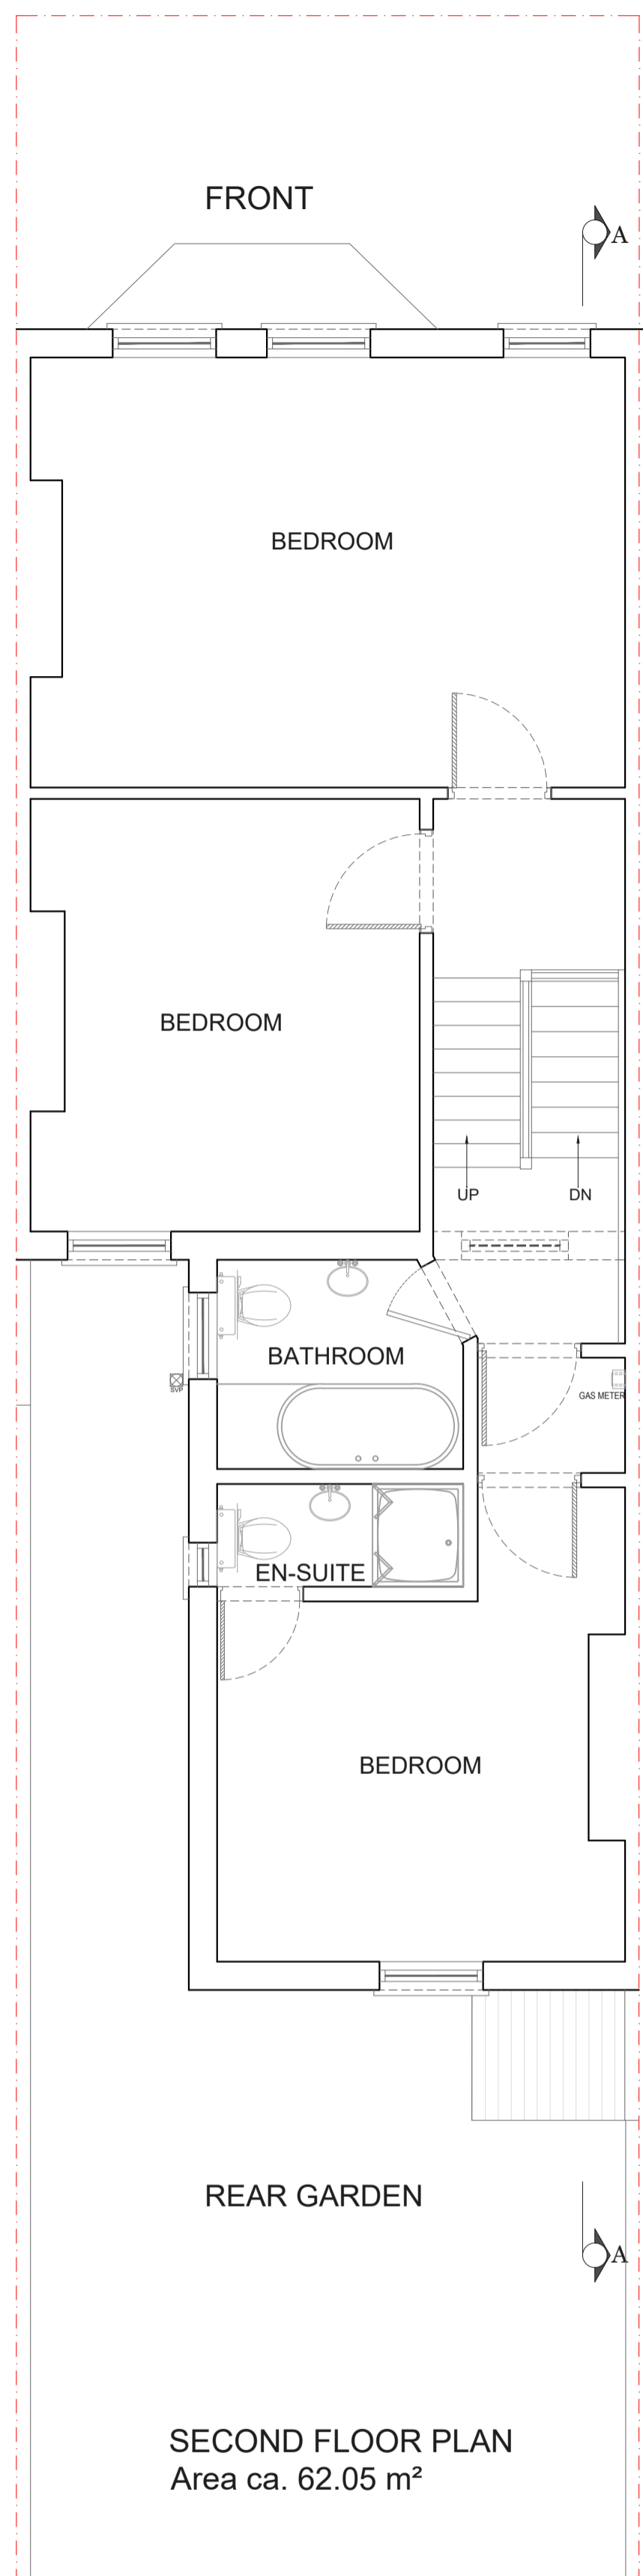 FRONT
A
BEDROOM
BEDROOM
UP
DN
BATHROOM
SVP
GAS METER
EN-SUITE
BEDROOM
REAR GARDEN
A
SECOND FLOOR PLAN
Area ca. 62.05 m²